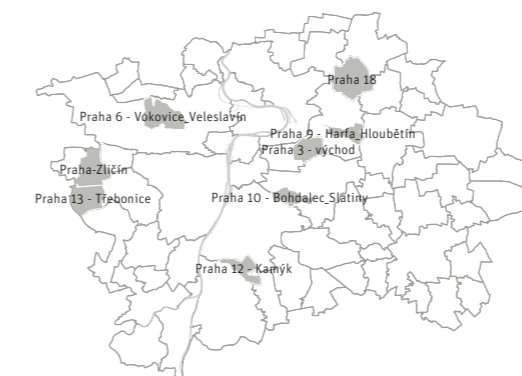 Praha 18
Praha 6 - Vokovice_Veleslavín
Praha 9 - Harfa_Hloubětín
Praha 3 - východ
Praha-Zličín
Praha 13 - Třebonice
Praha 10 - Bohdalec_Slatiny
Praha 12 - Kamýk